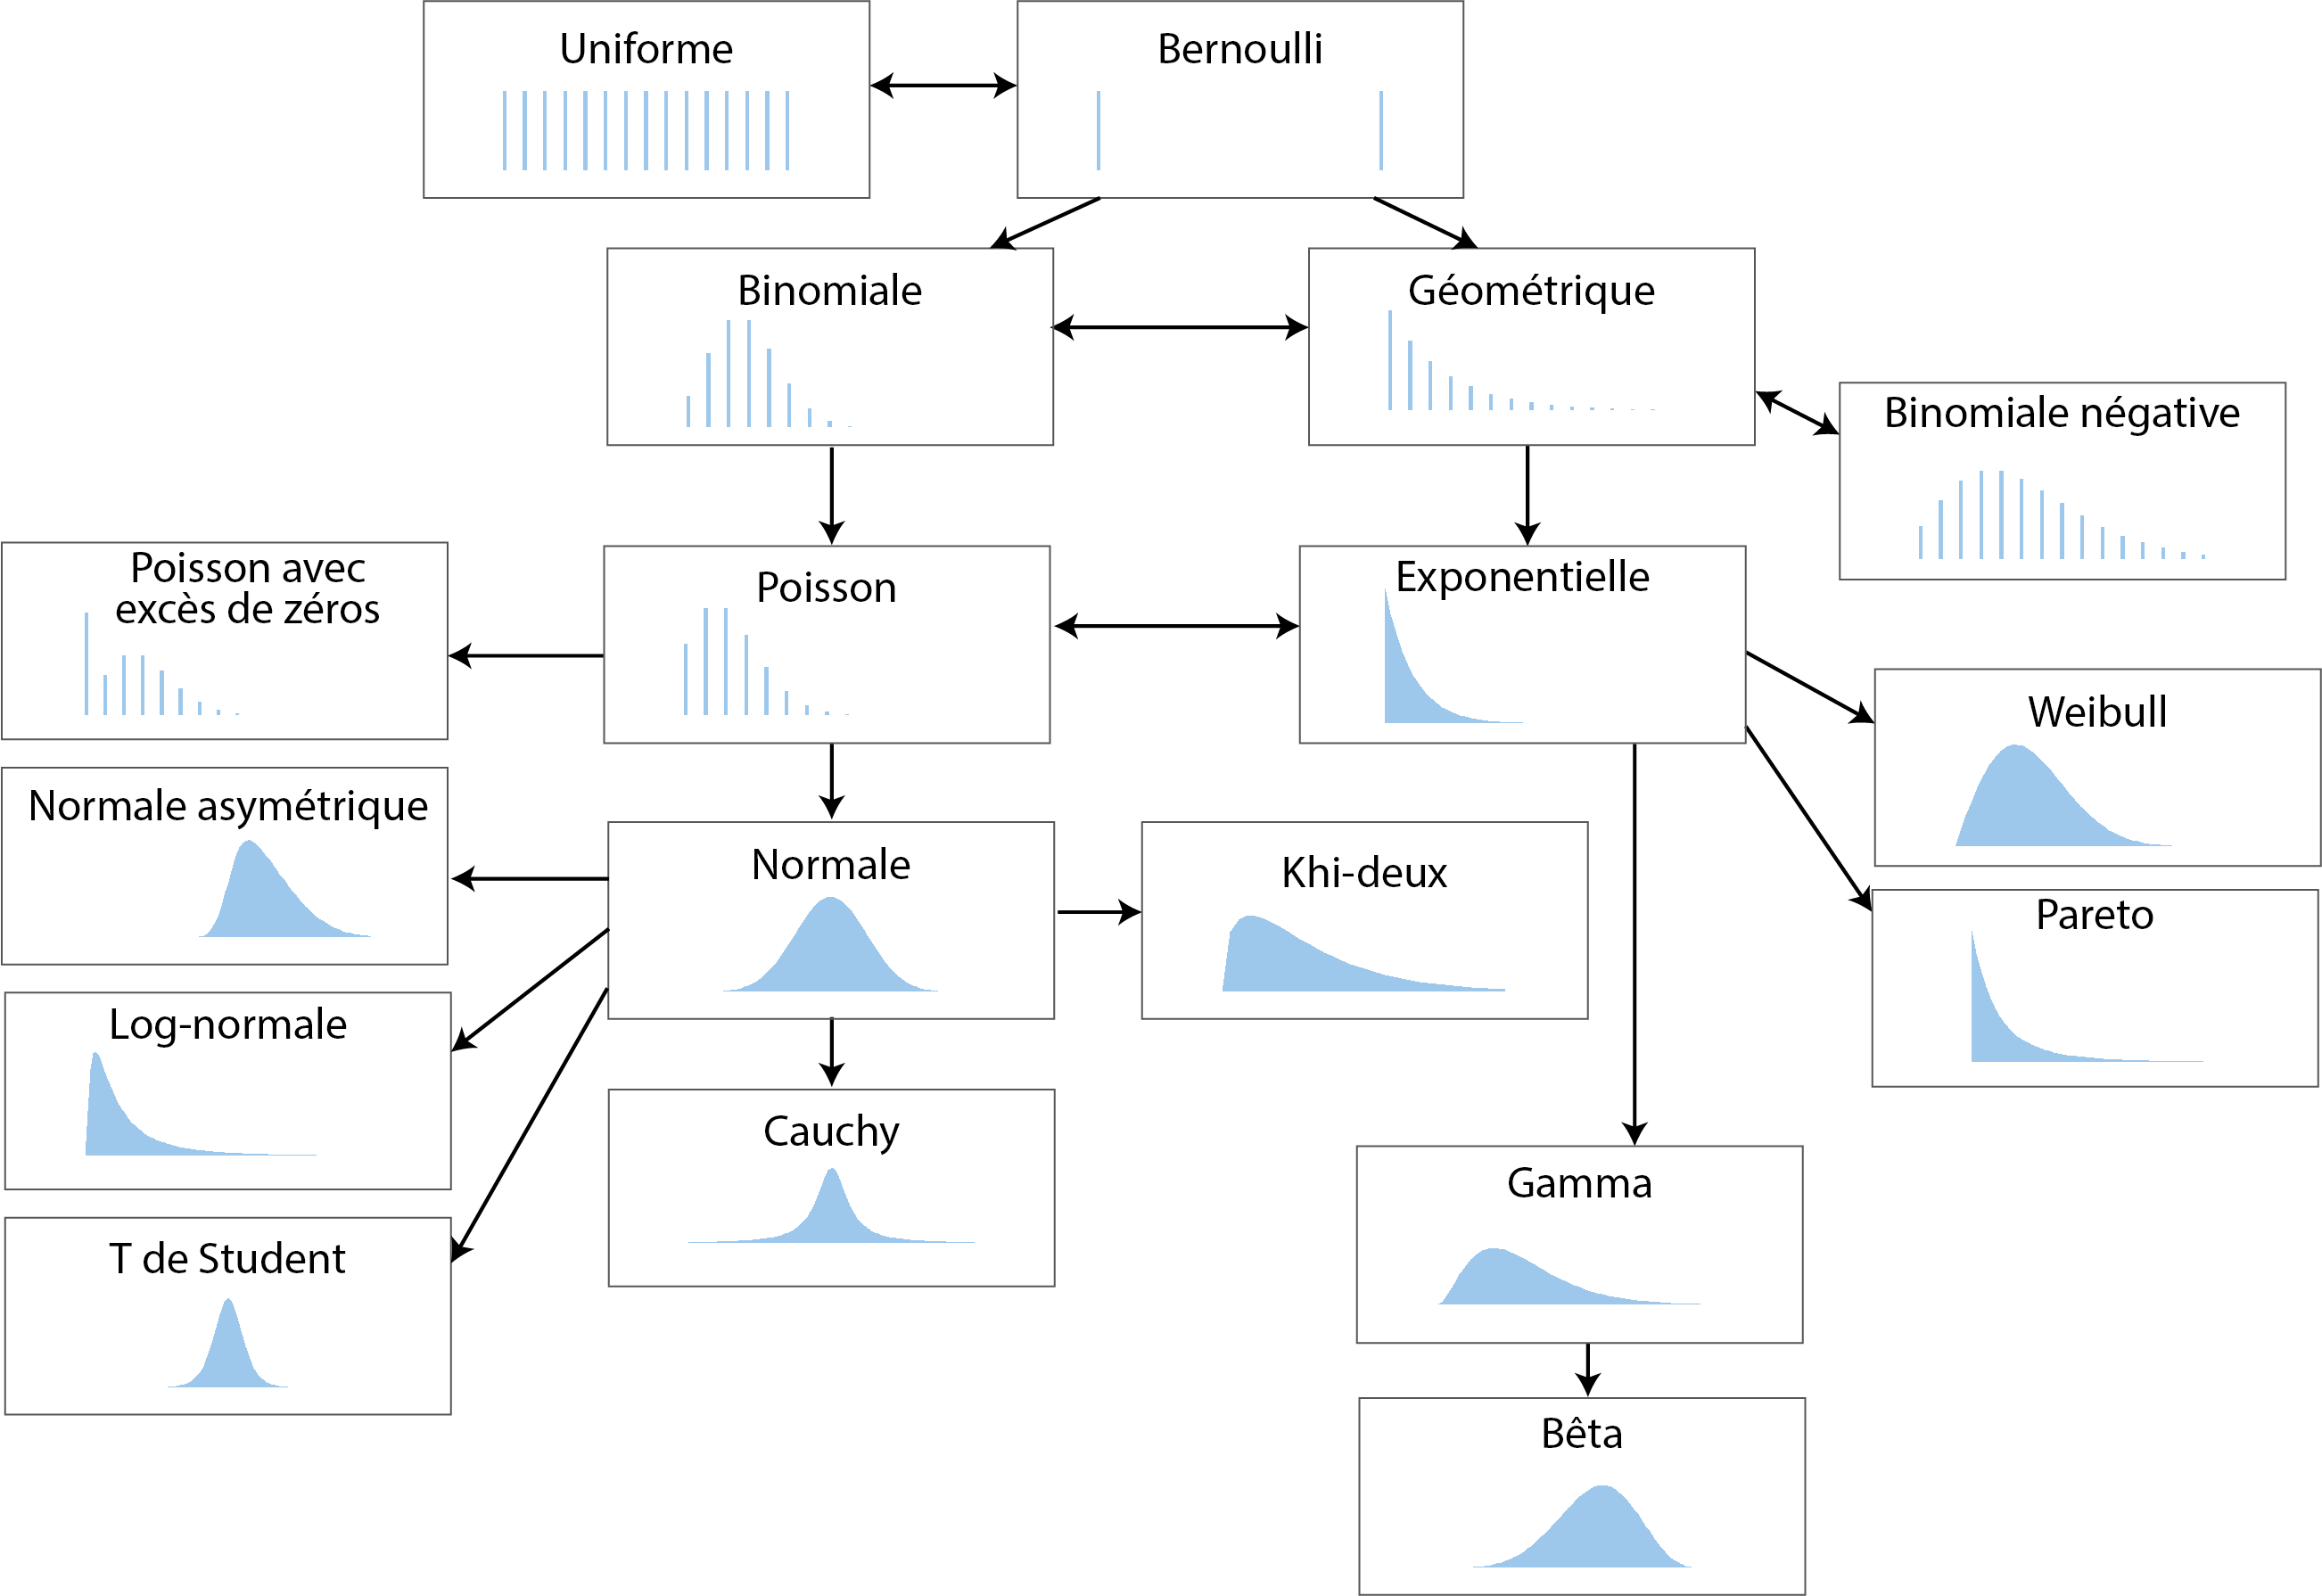 Uniforme
Bernoulli
Binomiale
Géométrique
Binomiale négative
Poisson avec
excès de zéros
Poisson
Exponentielle
Weibull
Normale asymétrique
Normale
Khi-deux
Pareto
Log-normale
Cauchy
Gamma
T de Student
Bêta